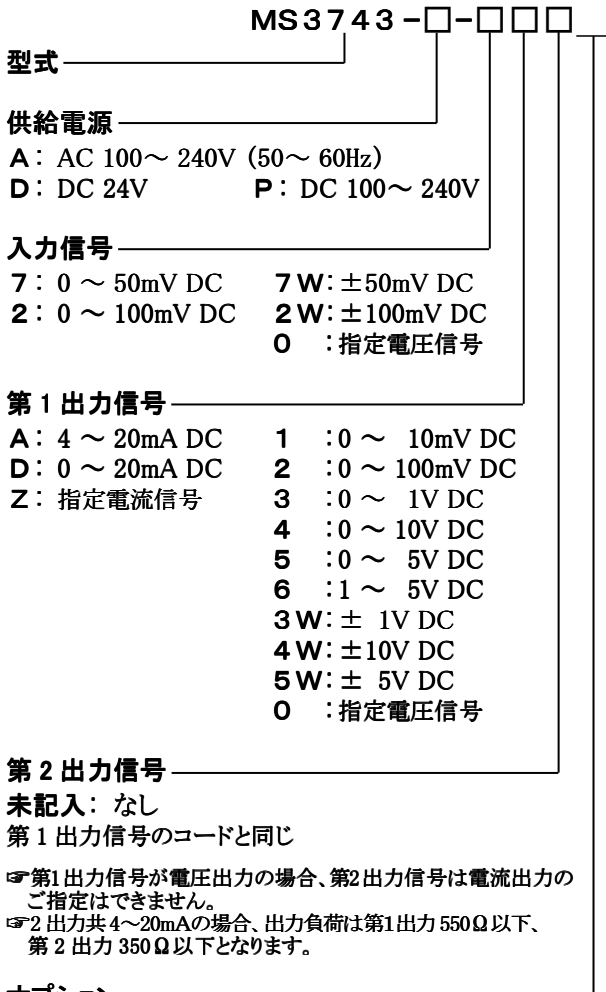 MS3743-□-□□□
型式
供給電源
A: AC 100～240V (50～60Hz)
D: DC 24V P: DC 100～240V
入力信号
7: 0～50mV DC 7W:±50mV DC
2: 0～100mV DC 2W:±100mV DC
0 :指定電圧信号
第1出力信号
A: 4～20mA DC 1 :0～ 10mV DC
D: 0～20mA DC 2 :0～100mV DC
Z: 指定電流信号 3 :0～ 1V DC
4 :0～10V DC
5 :0～ 5V DC
6 :1～ 5V DC
3W:± 1V DC
4W:±10V DC
5W:± 5V DC
0 :指定電圧信号
第2出力信号
未記入: なし
第1出力信号のコードと同じ
☞第1出力信号が電圧出力の場合、第2出力信号は電流出力の
ご指定はできません。
☞2出力共4～20mAの場合、出力負荷は第1出力550Ω以下、
第2出力350Ω以下となります。
オプション